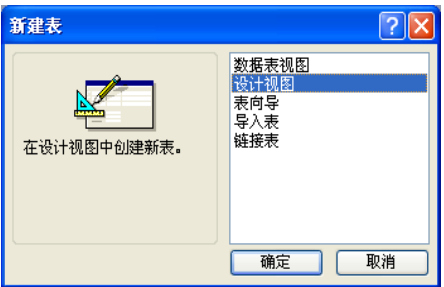 新建表
在设计视图中创建新表。
数据表视图
设计视图
表向导
导入表
链接表
确定
取消